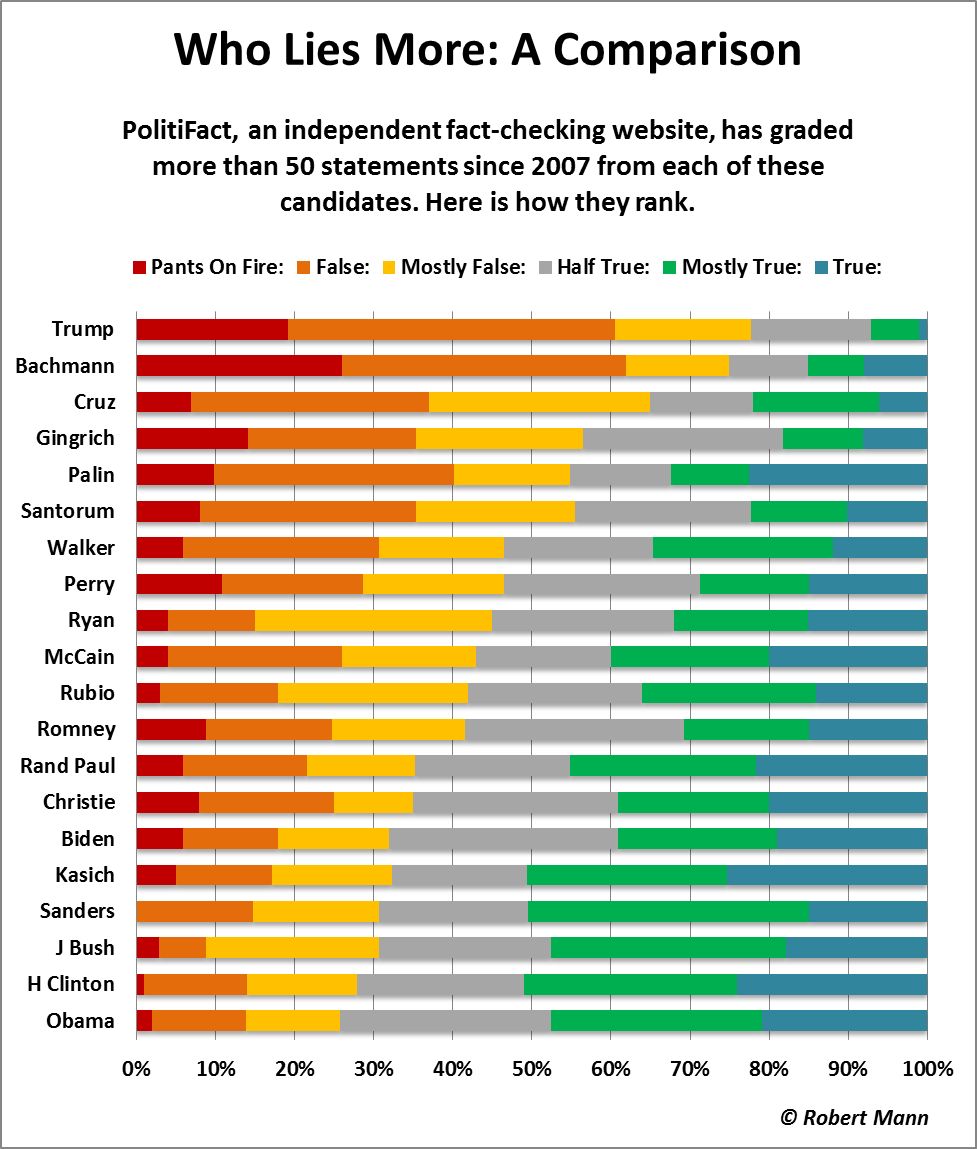 Who Lies More: A Comparison
PolitiFact, an independent fact-checking website, has graded
more than 50 statements since 2007 from each of these
candidates. Here is how they rank.
Pants On Fire: False: Mostly False: Half True: Mostly True: True:
Trump
Bachmann
Cruz
Gingrich
Palin
Santorum
Walker
Perry
Ryan
McCain
Rubio
Romney
Rand Paul
Christie
Biden
Kasich
Sanders
J Bush
H Clinton
Obama
0% 10% 20% 30% 40% 50% 60% 70% 80% 90% 100%
© Robert Mann